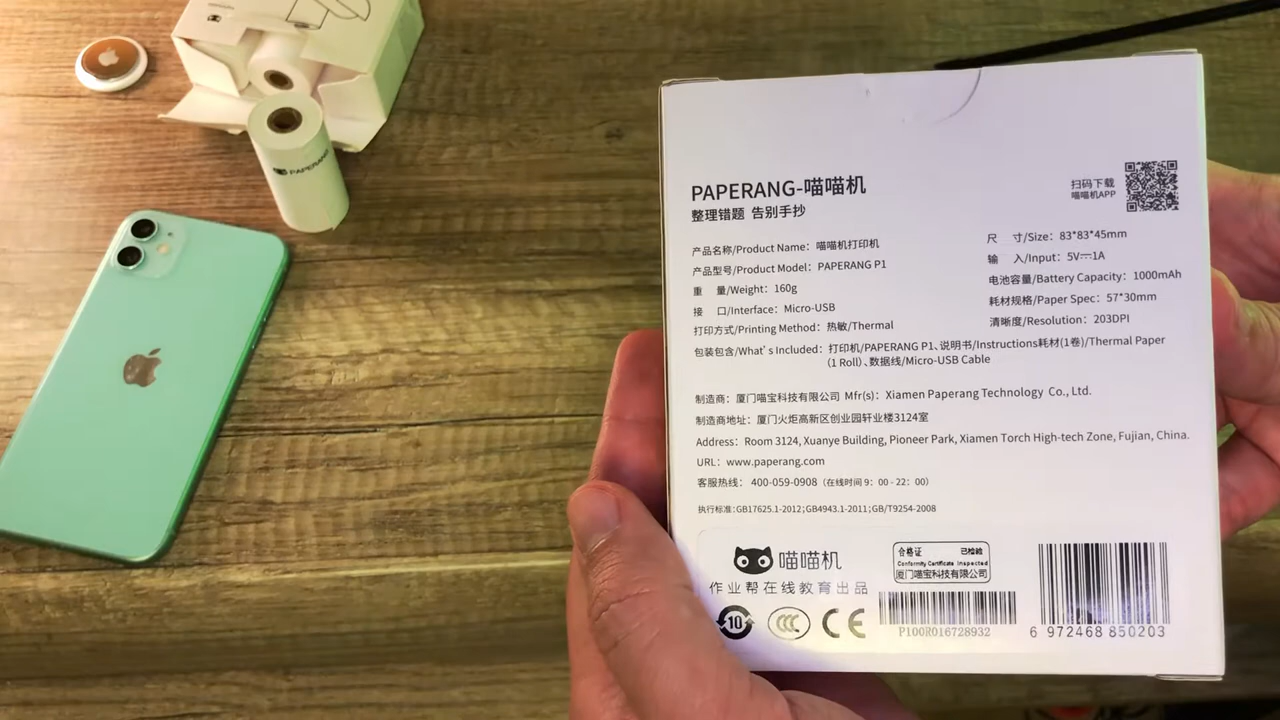 PAPERANG
PAPERANG-喵喵机
整理错题 告别手抄
扫码下载
喵喵机APP
产品名称/Product Name：喵喵机打印机
产品型号/Product Model：PAPERANG P1
重 量/Weight：160g
接 口/Interface：Micro-USB
打印方式/Printing Method：热敏/Thermal
尺 寸/Size：83*83*45mm
输 入/Input：5V⎓1A
电池容量/Battery Capacity：1000mAh
耗材规格/Paper Spec：57*30mm
清晰度/Resolution：203DPI
包装包含/What's Included：打印机/PAPERANG P1、说明书/Instructions耗材(1卷)/Thermal Paper
(1 Roll)、数据线/Micro-USB Cable
制造商：厦门喵宝科技有限公司 Mfr(s)：Xiamen Paperang Technology Co., Ltd.
制造商地址：厦门火炬高新区创业园轩业楼3124室
Address：Room 3124, Xuanye Building, Pioneer Park, Xiamen Torch High-tech Zone, Fujian, China.
URL：www.paperang.com
客服热线：400-059-0908（在线时间 9：00 - 22：00）
执行标准：GB17625.1-2012；GB4943.1-2011；GB/T9254-2008
喵喵机
作业帮在线教育出品
合格证 已检验
Conformity Certificate Inspected
厦门喵宝科技有限公司
10
CCC
CE
P100R016728932
6 972468 850203